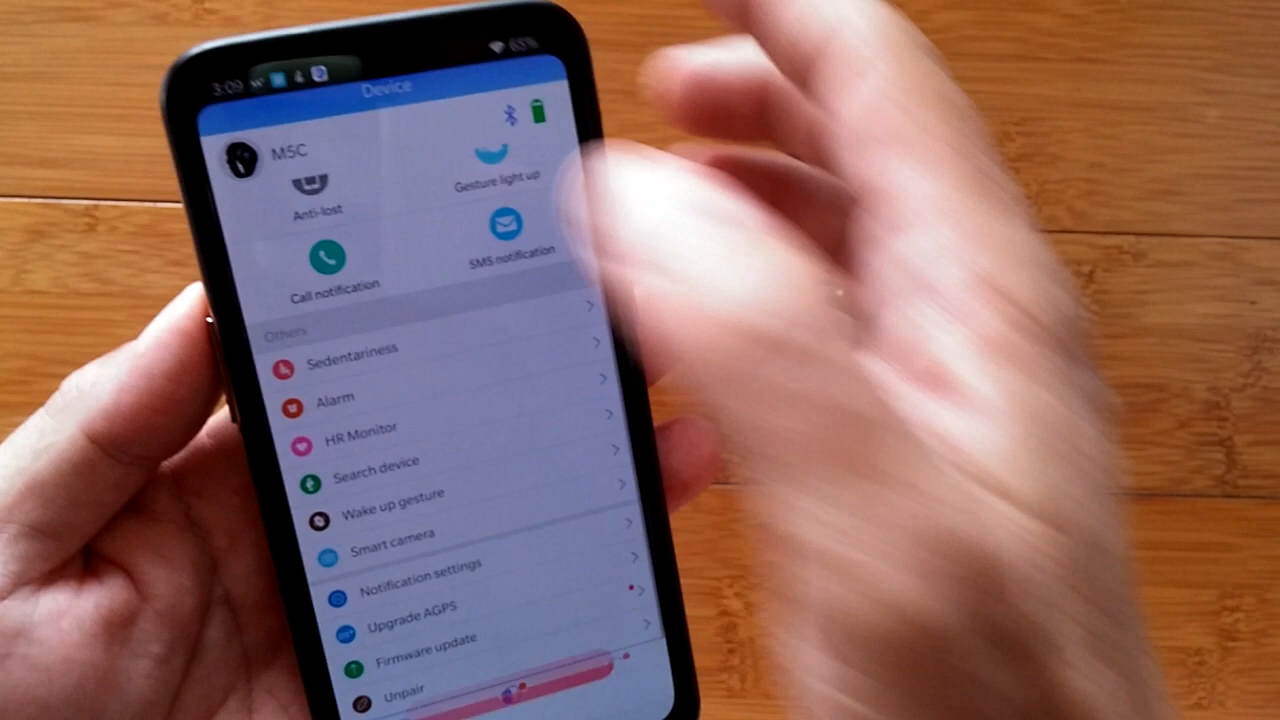 3:09 65%
Device
M5C
Anti-lost
Gesture light up
Call notification
SMS notification
Others
Sedentariness
Alarm
HR Monitor
Search device
Wake up gesture
Smart camera
Notification settings
Upgrade AGPS
Firmware update
Unpair